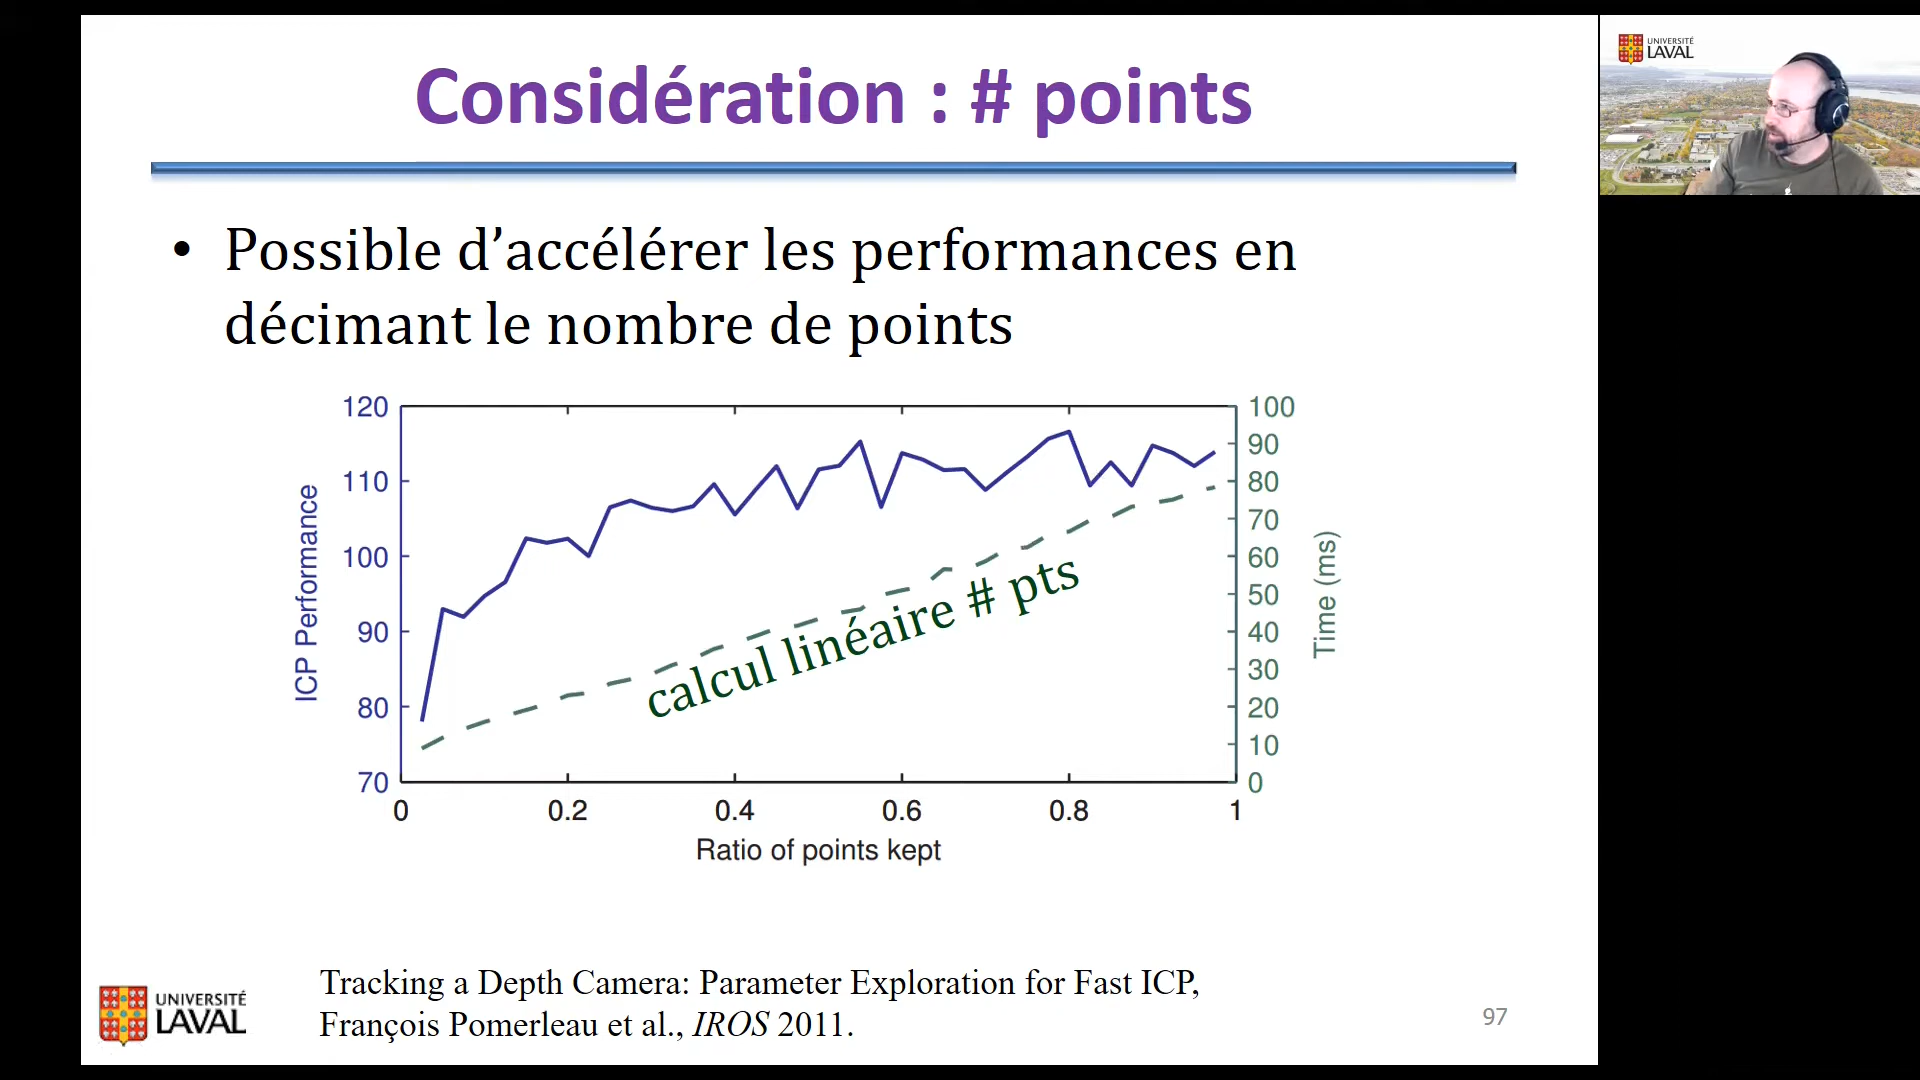 Considération : # points
• Possible d’accélérer les performances en
décimant le nombre de points
120
110
100
90
80
70
ICP Performance
100
90
80
70
60
50
40
30
20
10
0
Time (ms)
calcul linéaire # pts
0 0.2 0.4 0.6 0.8 1
Ratio of points kept
Tracking a Depth Camera: Parameter Exploration for Fast ICP,
François Pomerleau et al., IROS 2011.
UNIVERSITÉ
LAVAL
97
UNIVERSITÉ
LAVAL